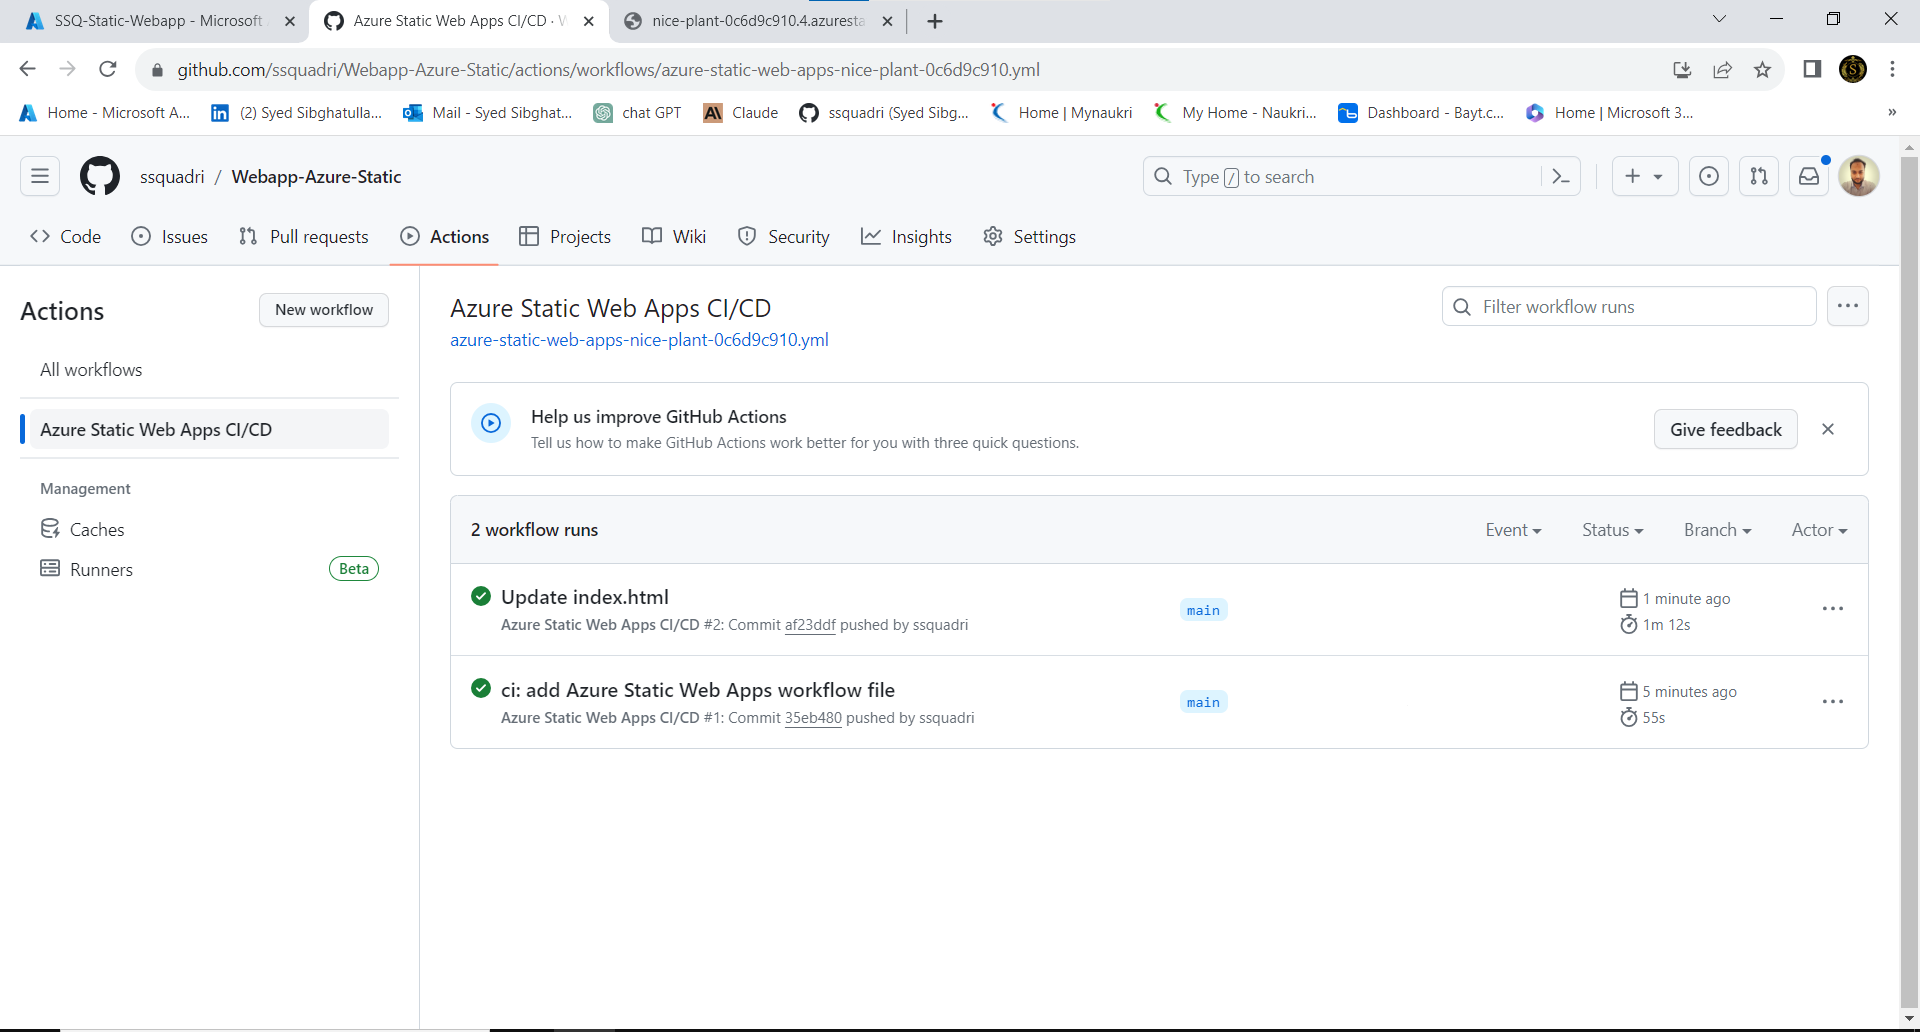 SSQ-Static-Webapp - Microsoft
Azure Static Web Apps CI/CD · W
nice-plant-0c6d9c910.4.azuresta
github.com/ssquadri/Webapp-Azure-Static/actions/workflows/azure-static-web-apps-nice-plant-0c6d9c910.yml
Home - Microsoft A...
(2) Syed Sibghatulla...
Mail - Syed Sibghat...
chat GPT
Claude
ssquadri (Syed Sibg...
Home | Mynaukri
My Home - Naukri...
Dashboard - Bayt.c...
Home | Microsoft 3...
»
ssquadri / Webapp-Azure-Static
Type / to search
Code
Issues
Pull requests
Actions
Projects
Wiki
Security
Insights
Settings
Actions
New workflow
All workflows
Azure Static Web Apps CI/CD
Management
Caches
Runners
Beta
Azure Static Web Apps CI/CD
azure-static-web-apps-nice-plant-0c6d9c910.yml
Filter workflow runs
Help us improve GitHub Actions
Tell us how to make GitHub Actions work better for you with three quick questions.
Give feedback
2 workflow runs
Event
Status
Branch
Actor
Update index.html
Azure Static Web Apps CI/CD #2: Commit af23ddf pushed by ssquadri
main
1 minute ago
1m 12s
ci: add Azure Static Web Apps workflow file
Azure Static Web Apps CI/CD #1: Commit 35eb480 pushed by ssquadri
main
5 minutes ago
55s